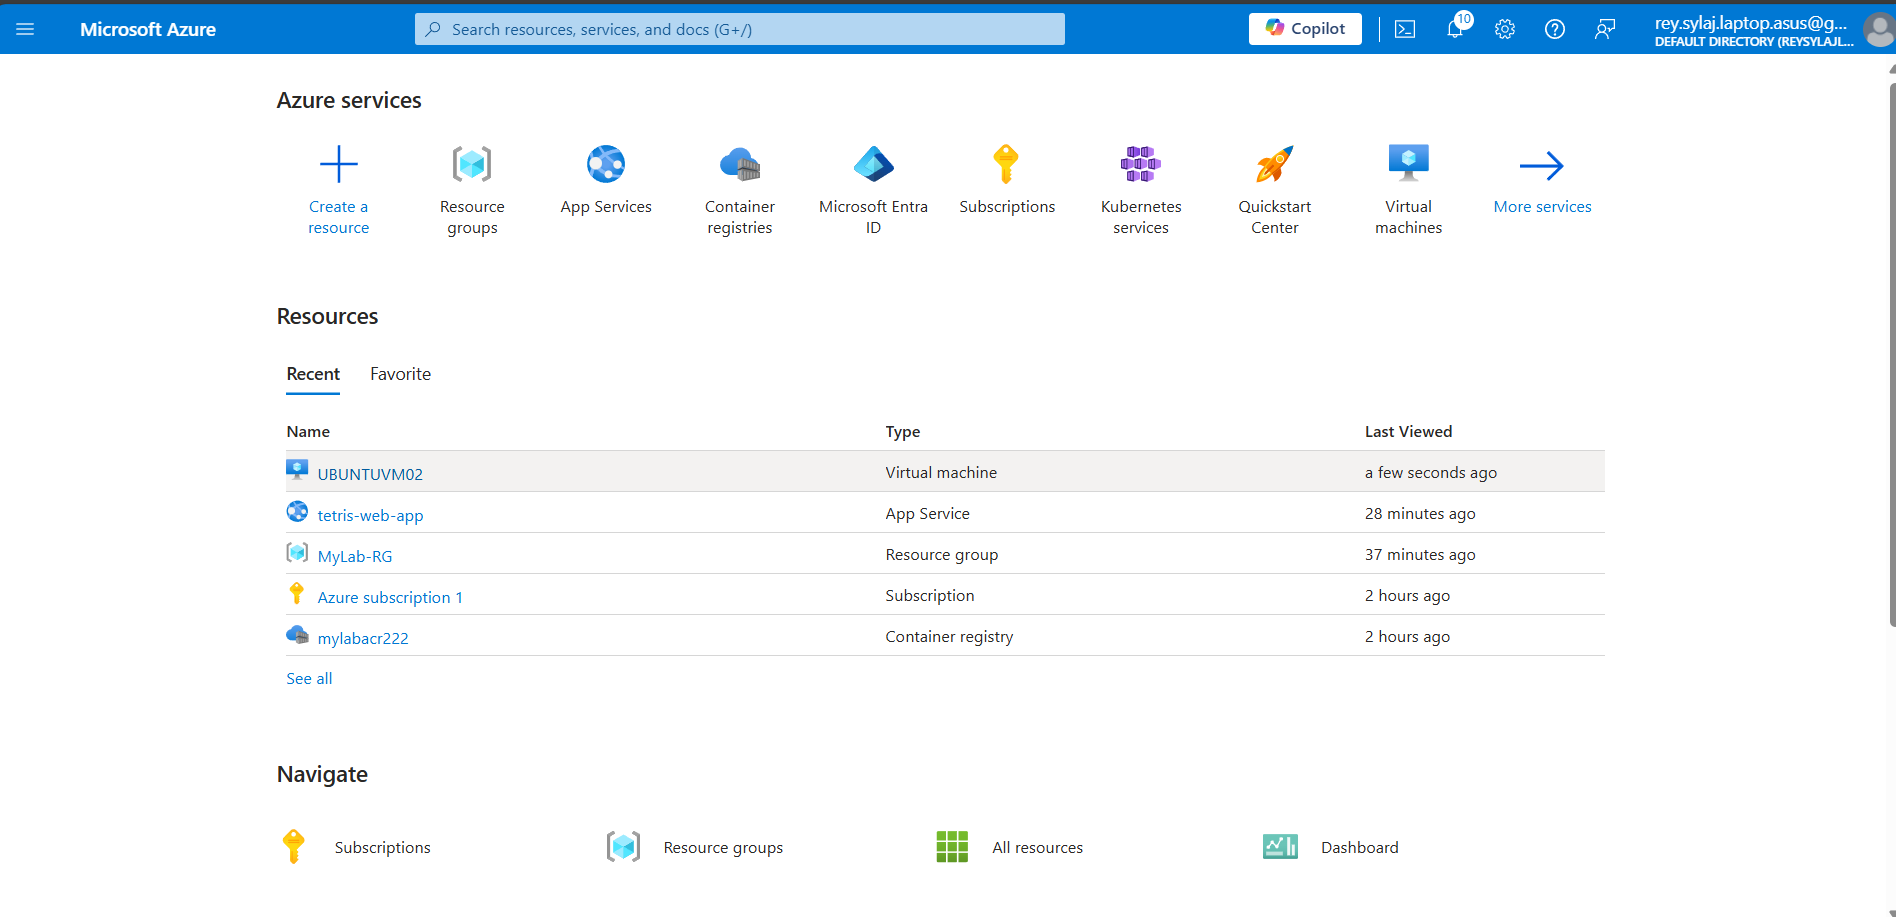 Microsoft Azure
Search resources, services, and docs (G+/)
Copilot
10
rey.sylaj.laptop.asus@g...
DEFAULT DIRECTORY (REYSYLAJL...
Azure services
Create a resource
Resource groups
App Services
Container registries
Microsoft Entra ID
Subscriptions
Kubernetes services
Quickstart Center
Virtual machines
More services
Resources
Recent Favorite
Name Type Last Viewed
UBUNTUVM02 Virtual machine a few seconds ago
tetris-web-app App Service 28 minutes ago
MyLab-RG Resource group 37 minutes ago
Azure subscription 1 Subscription 2 hours ago
mylabacr222 Container registry 2 hours ago
See all
Navigate
Subscriptions Resource groups All resources Dashboard